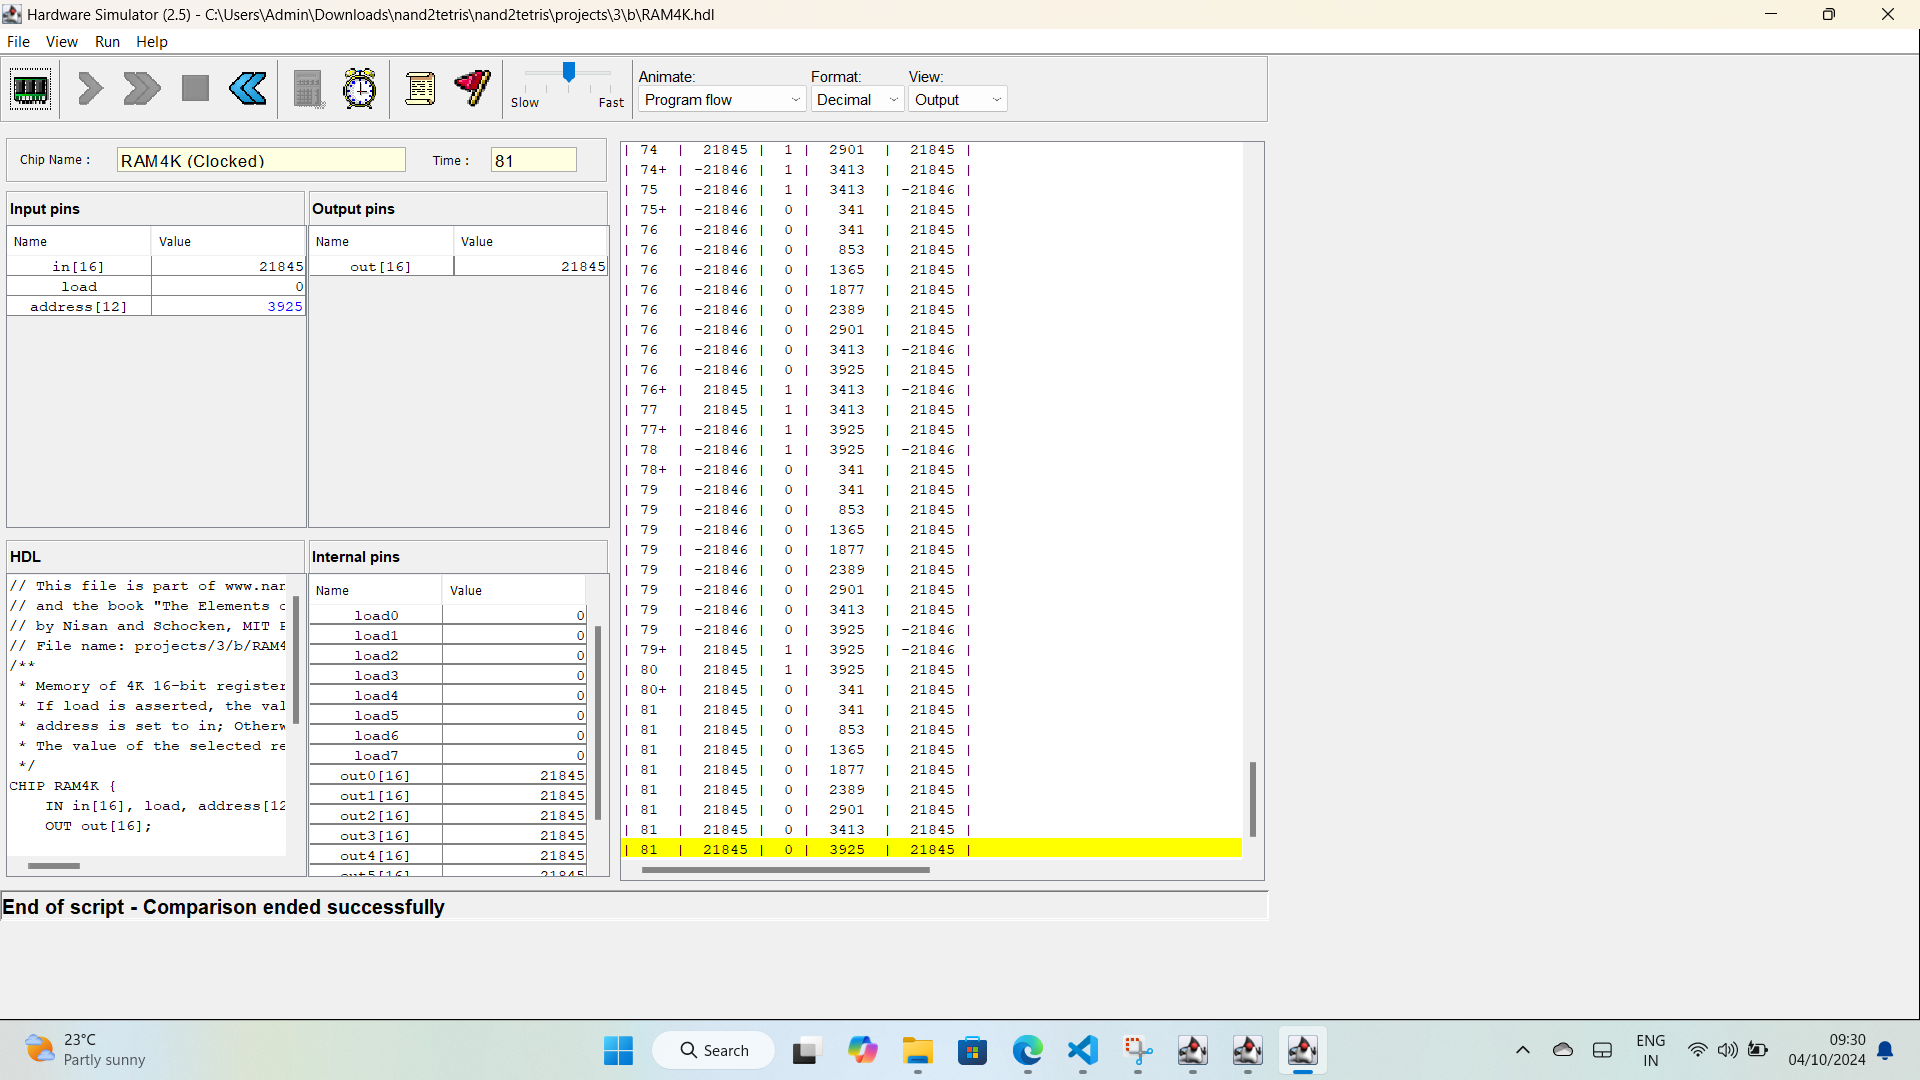 Hardware Simulator (2.5) - C:\Users\Admin\Downloads\nand2tetris\nand2tetris\projects\3\b\RAM4K.hdl
File View Run Help
Slow Fast
Animate: Format: View:
Program flow Decimal Output
Chip Name : RAM4K (Clocked) Time : 81
Input pins
Name Value
in[16] 21845
load 0
address[12] 3925
Output pins
Name Value
out[16] 21845
HDL
// This file is part of www.nan
// and the book "The Elements o
// by Nisan and Schocken, MIT P
// File name: projects/3/b/RAM4
/**
* Memory of 4K 16-bit register
* If load is asserted, the val
* address is set to in; Otherw
* The value of the selected re
*/
CHIP RAM4K {
IN in[16], load, address[12
OUT out[16];
Internal pins
Name Value
load0 0
load1 0
load2 0
load3 0
load4 0
load5 0
load6 0
load7 0
out0[16] 21845
out1[16] 21845
out2[16] 21845
out3[16] 21845
out4[16] 21845
out5[16] 21845
| 74 | 21845 | 1 | 2901 | 21845 |
| 74+ | -21846 | 1 | 3413 | 21845 |
| 75 | -21846 | 1 | 3413 | -21846 |
| 75+ | -21846 | 0 | 341 | 21845 |
| 76 | -21846 | 0 | 341 | 21845 |
| 76 | -21846 | 0 | 853 | 21845 |
| 76 | -21846 | 0 | 1365 | 21845 |
| 76 | -21846 | 0 | 1877 | 21845 |
| 76 | -21846 | 0 | 2389 | 21845 |
| 76 | -21846 | 0 | 2901 | 21845 |
| 76 | -21846 | 0 | 3413 | -21846 |
| 76 | -21846 | 0 | 3925 | 21845 |
| 76+ | 21845 | 1 | 3413 | -21846 |
| 77 | 21845 | 1 | 3413 | 21845 |
| 77+ | -21846 | 1 | 3925 | 21845 |
| 78 | -21846 | 1 | 3925 | -21846 |
| 78+ | -21846 | 0 | 341 | 21845 |
| 79 | -21846 | 0 | 341 | 21845 |
| 79 | -21846 | 0 | 853 | 21845 |
| 79 | -21846 | 0 | 1365 | 21845 |
| 79 | -21846 | 0 | 1877 | 21845 |
| 79 | -21846 | 0 | 2389 | 21845 |
| 79 | -21846 | 0 | 2901 | 21845 |
| 79 | -21846 | 0 | 3413 | 21845 |
| 79 | -21846 | 0 | 3925 | -21846 |
| 79+ | 21845 | 1 | 3925 | -21846 |
| 80 | 21845 | 1 | 3925 | 21845 |
| 80+ | 21845 | 0 | 341 | 21845 |
| 81 | 21845 | 0 | 341 | 21845 |
| 81 | 21845 | 0 | 853 | 21845 |
| 81 | 21845 | 0 | 1365 | 21845 |
| 81 | 21845 | 0 | 1877 | 21845 |
| 81 | 21845 | 0 | 2389 | 21845 |
| 81 | 21845 | 0 | 2901 | 21845 |
| 81 | 21845 | 0 | 3413 | 21845 |
| 81 | 21845 | 0 | 3925 | 21845 |
End of script - Comparison ended successfully
23°C
Partly sunny
Search
ENG
IN
09:30
04/10/2024